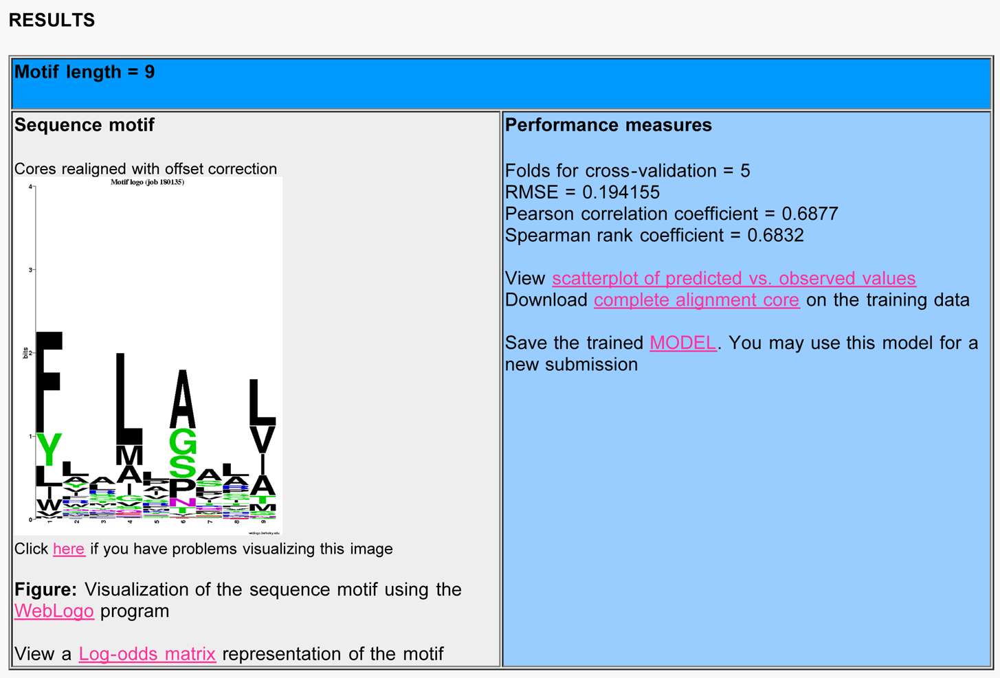 RESULTS
Motif length = 9
Sequence motif
Cores realigned with offset correction
Motif logo (job 180135)
4
3
2
1
0
bits
F
Y
L
I
W
V
L
A
Y
A
L
M
A
I
G
V
L
A
G
S
P
N
T
A
S
L
L
A
R
L
V
I
A
T
M
1 2 3 4 5 6 7 8 9
weblogo.berkeley.edu
Click here if you have problems visualizing this image
Figure: Visualization of the sequence motif using the
WebLogo program
View a Log-odds matrix representation of the motif
Performance measures
Folds for cross-validation = 5
RMSE = 0.194155
Pearson correlation coefficient = 0.6877
Spearman rank coefficient = 0.6832
View scatterplot of predicted vs. observed values
Download complete alignment core on the training data
Save the trained MODEL. You may use this model for a
new submission